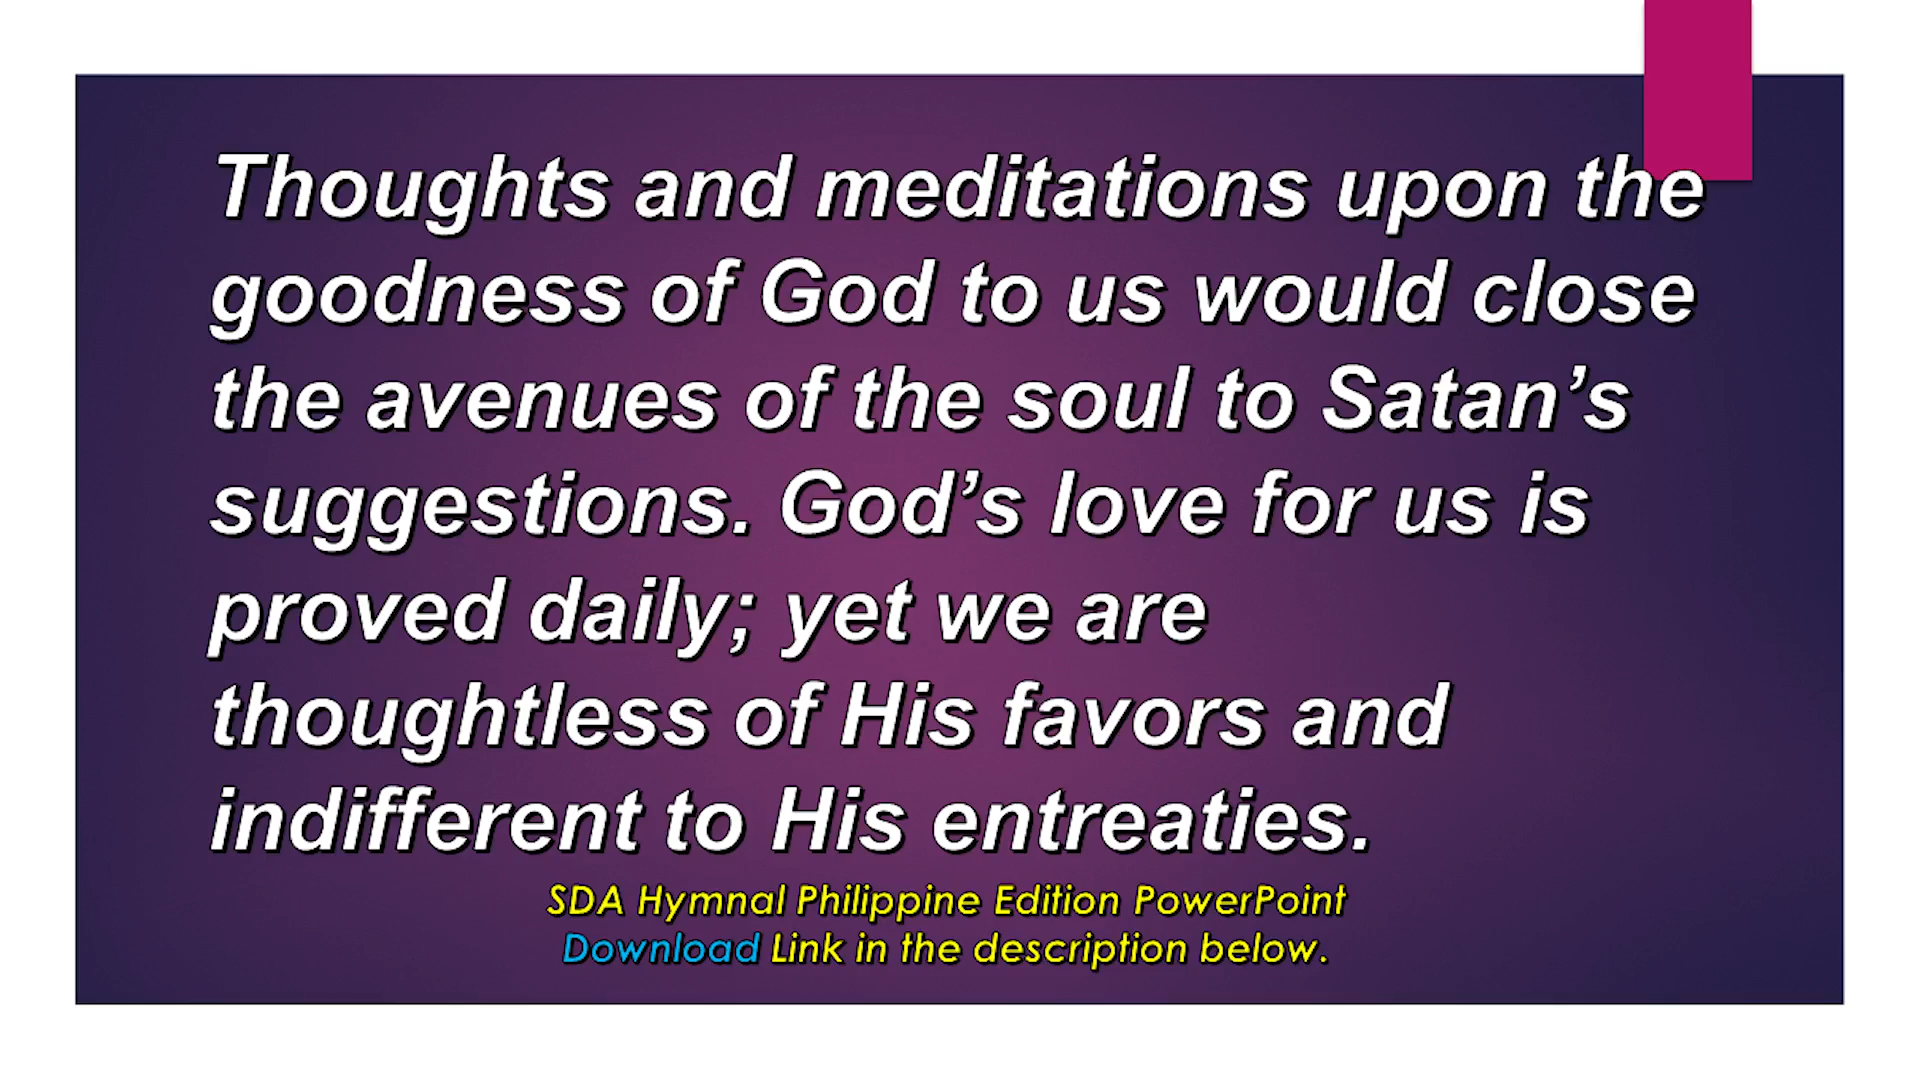 Thoughts and meditations upon the
goodness of God to us would close
the avenues of the soul to Satan’s
suggestions. God’s love for us is
proved daily; yet we are
thoughtless of His favors and
indifferent to His entreaties.
SDA Hymnal Philippine Edition PowerPoint
Download Link in the description below.